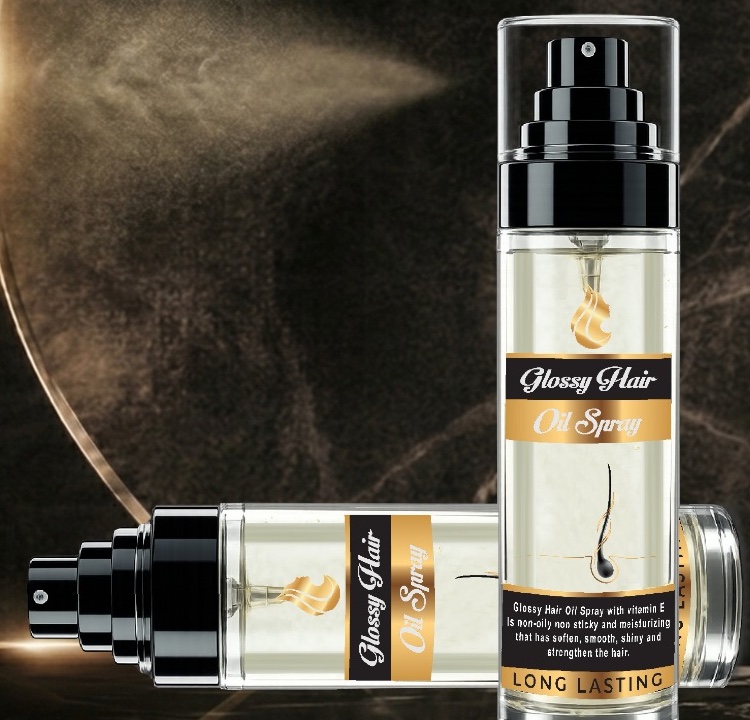 Glossy Hair
Oil Spray
Glossy Hair Oil Spray with vitamin E
is non-oily non sticky and meisturizing
that has soften, smooth, shiny and
strengthen the hair.
LONG LASTING
Glossy Hair
Oil Spray